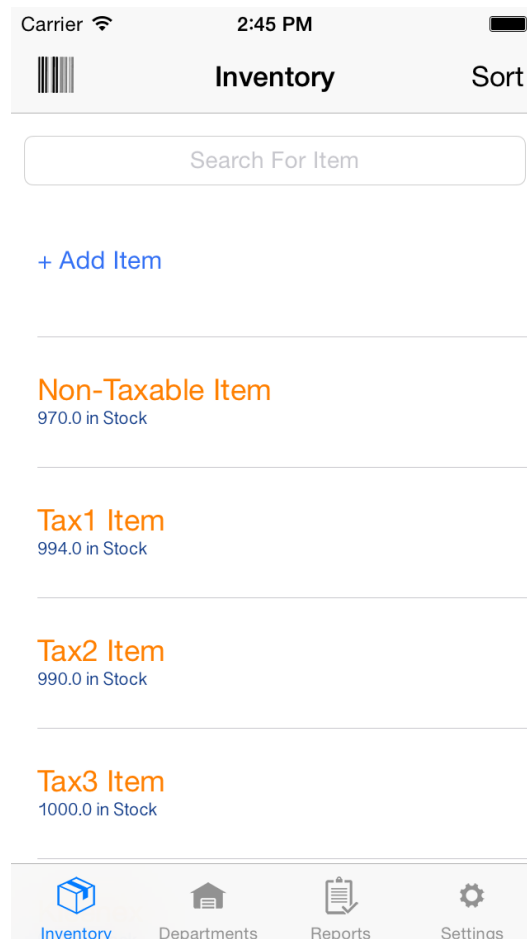 Carrier 2:45 PM
Inventory Sort
Search For Item
+ Add Item
Non-Taxable Item
970.0 in Stock
Tax1 Item
994.0 in Stock
Tax2 Item
990.0 in Stock
Tax3 Item
1000.0 in Stock
Inventory Departments Reports Settings